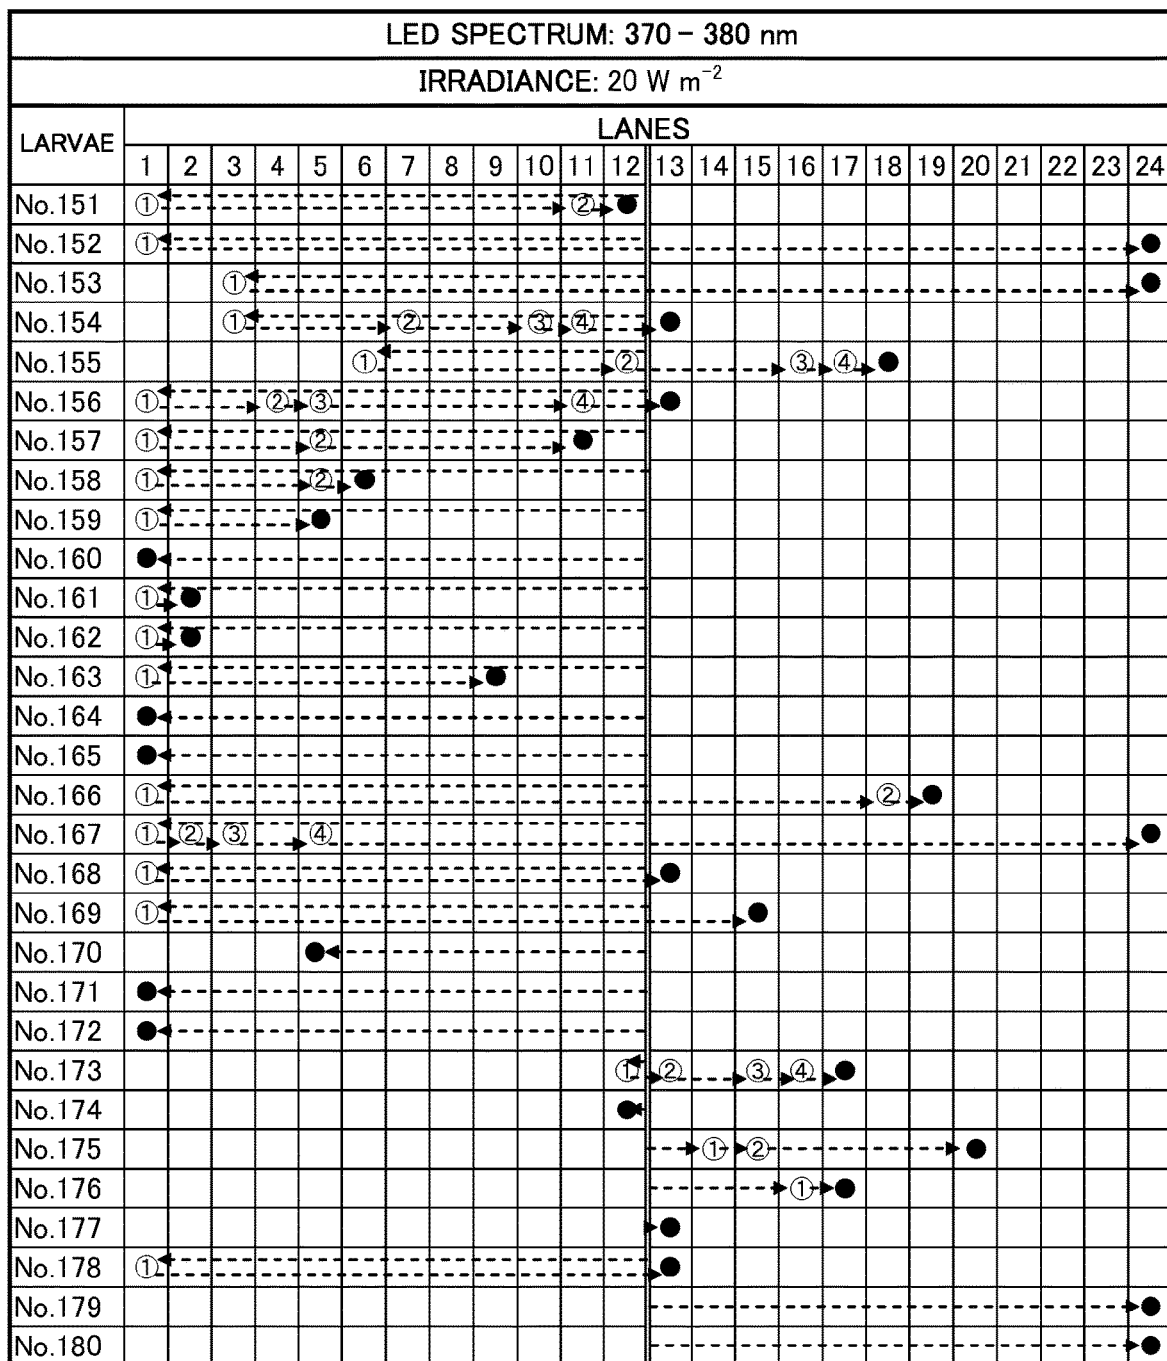 LED SPECTRUM: 370 – 380 nm
IRRADIANCE: 20 W m⁻²
LARVAE
LANES
1 2 3 4 5 6 7 8 9 10 11 12 13 14 15 16 17 18 19 20 21 22 23 24
No.151 ① ②
No.152 ①
No.153 ①
No.154 ① ② ③ ④
No.155 ① ② ③ ④
No.156 ① ② ③ ④
No.157 ① ②
No.158 ① ②
No.159 ①
No.160
No.161 ①
No.162 ①
No.163 ①
No.164
No.165
No.166 ① ②
No.167 ① ② ③ ④
No.168 ①
No.169 ①
No.170
No.171
No.172
No.173 ① ② ③ ④
No.174
No.175 ① ②
No.176 ①
No.177
No.178 ①
No.179
No.180